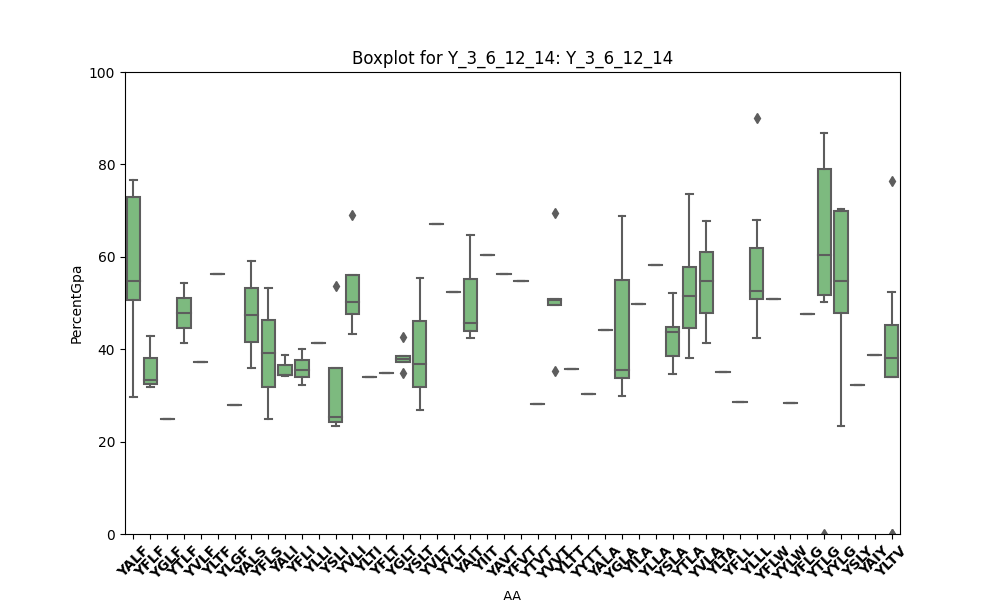 Boxplot for Y_3_6_12_14: Y_3_6_12_14
100
80
60
40
20
0
PercentGpa
YALF YFLF YGLF YTLF YVLF YLTF YLGF YALS YFLS YALI YFLI YLLI YSLI YVLI YLTI YFLT YGLT YSLT YVLT YYLT YAIT YIIT YAVT YFVT YTVT YVVT YLTT YYTT YALA YGLA YILA YLLA YSLA YTLA YVLA YLTA YFLL YLLL YFLW YYLW YFLG YTLG YYLG YSLY YAIY YLTV
AA